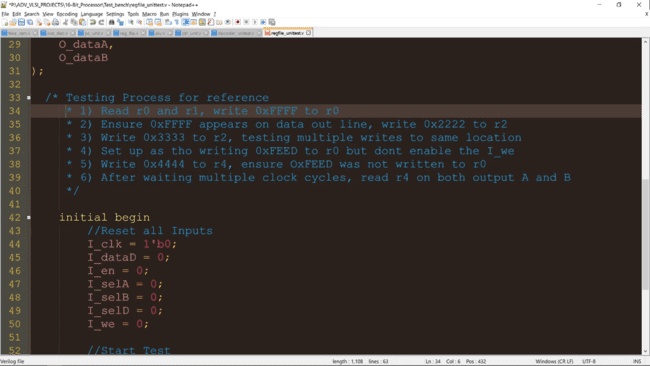 *F:\ADV_VLSI_PROJECTS\16-Bit_Processor\Test_bench\regfile_unittest.v - Notepad++
File Edit Search View Encoding Language Settings Tools Macro Run Plugins Window ?
regfile_unittest.v
29 O_dataA,
30 O_dataB
31 );
32
33 /* Testing Process for reference
34 * 1) Read r0 and r1, write 0xFFFF to r0
35 * 2) Ensure 0xFFFF appears on data out line, write 0x2222 to r2
36 * 3) Write 0x3333 to r2, testing multiple writes to same location
37 * 4) Set up as tho writing 0xFEED to r0 but dont enable the I_we
38 * 5) Write 0x4444 to r4, ensure OxFEED was not written to r0
39 * 6) After waiting multiple clock cycles, read r4 on both output A and B
40 */
41
42 initial begin
43 //Reset all Inputs
44 I_clk = 1'b0;
45 I_dataD = 0;
46 I_en = 0;
47 I_selA = 0;
48 I_selB = 0;
49 I_selD = 0;
50 I_we = 0;
51
52 //Start Test
Verilog file length : 1,108 lines : 63 Ln : 34 Col : 6 Pos : 432 Windows (CR LF) UTF-8 INS